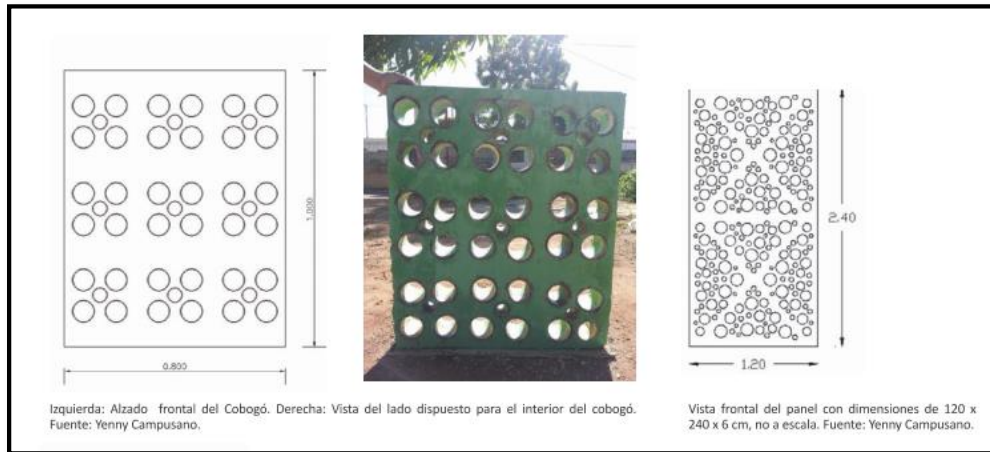 1.000
0.800
2.40
1.20
Izquierda: Alzado frontal del Cobogó. Derecha: Vista del lado dispuesto para el interior del cobogó.
Fuente: Yenny Campusano.
Vista frontal del panel con dimensiones de 120 x
240 x 6 cm, no a escala. Fuente: Yenny Campusano.